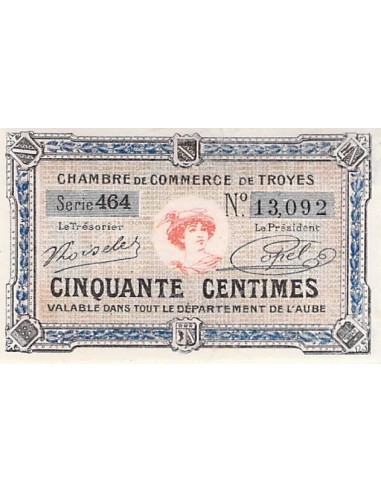 CHAMBRE DE COMMERCE DE TROYES
Serie 464 No. 13,092
Le Trésorier Le Président
CINQUANTE CENTIMES
VALABLE DANS TOUT LE DÉPARTEMENT DE L'AUBE